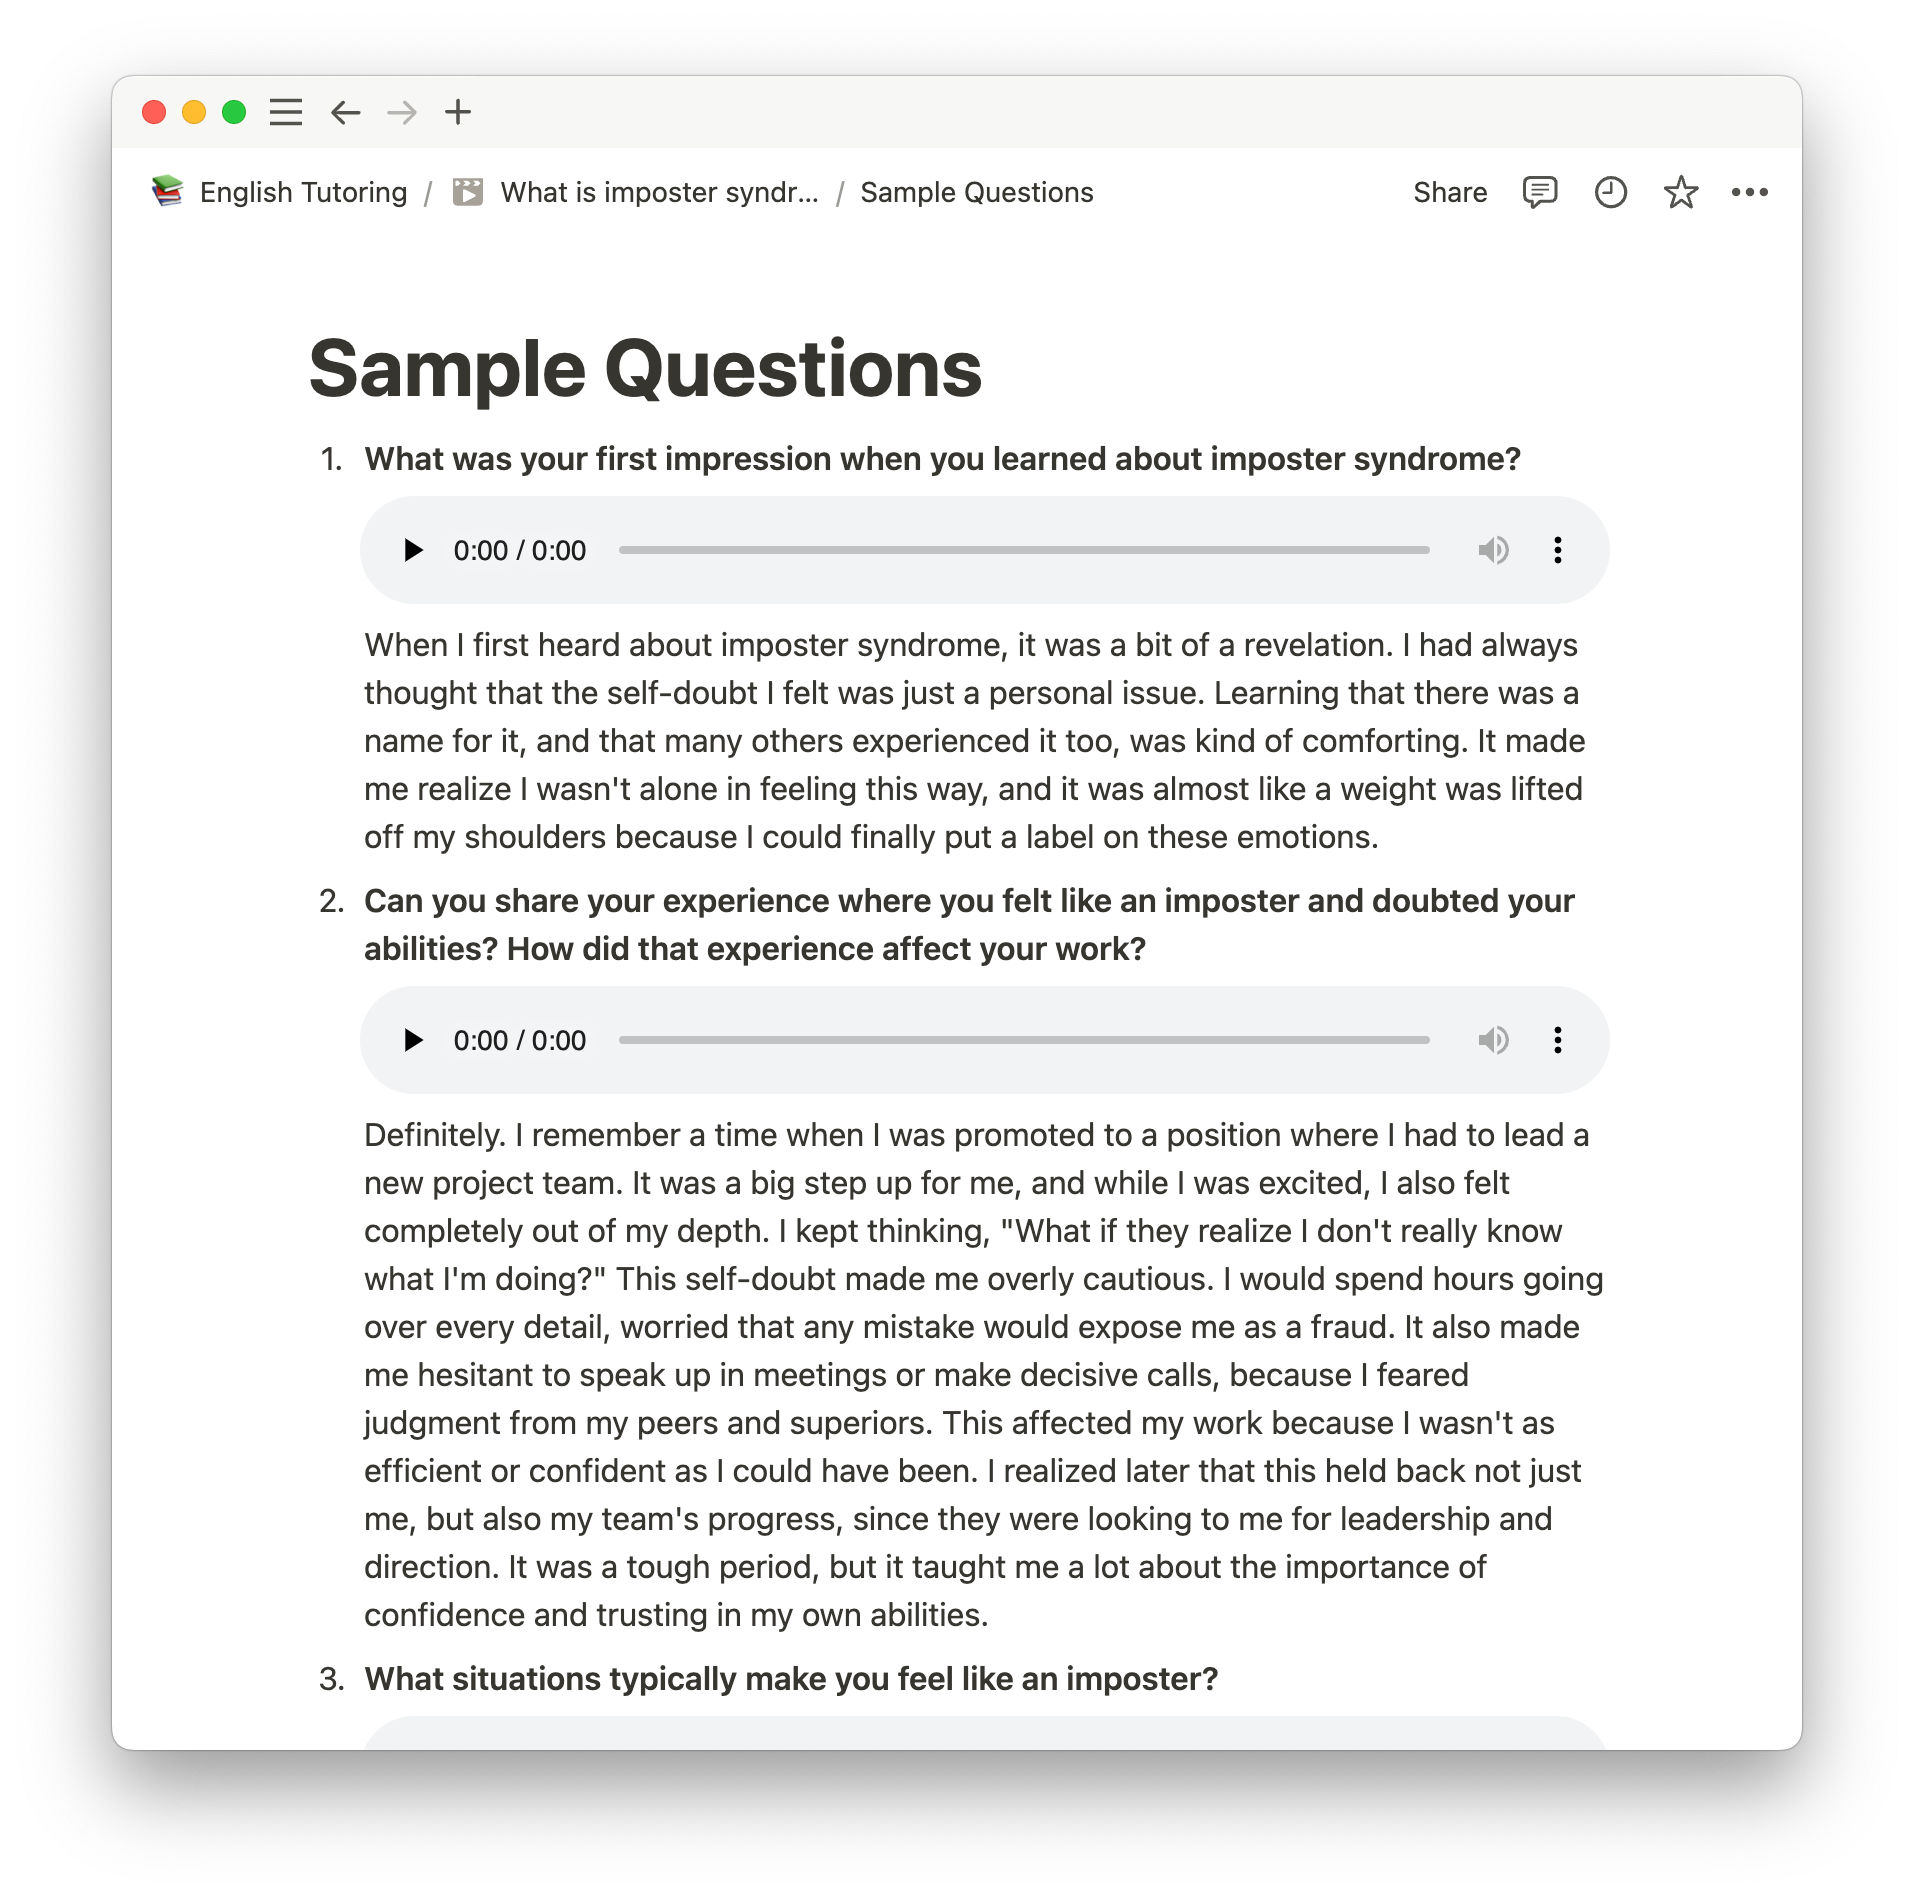 English Tutoring / What is imposter syndr... / Sample Questions
Share
Sample Questions
1. What was your first impression when you learned about imposter syndrome?
0:00 / 0:00
When I first heard about imposter syndrome, it was a bit of a revelation. I had always
thought that the self-doubt I felt was just a personal issue. Learning that there was a
name for it, and that many others experienced it too, was kind of comforting. It made
me realize I wasn't alone in feeling this way, and it was almost like a weight was lifted
off my shoulders because I could finally put a label on these emotions.
2. Can you share your experience where you felt like an imposter and doubted your
abilities? How did that experience affect your work?
0:00 / 0:00
Definitely. I remember a time when I was promoted to a position where I had to lead a
new project team. It was a big step up for me, and while I was excited, I also felt
completely out of my depth. I kept thinking, "What if they realize I don't really know
what I'm doing?" This self-doubt made me overly cautious. I would spend hours going
over every detail, worried that any mistake would expose me as a fraud. It also made
me hesitant to speak up in meetings or make decisive calls, because I feared
judgment from my peers and superiors. This affected my work because I wasn't as
efficient or confident as I could have been. I realized later that this held back not just
me, but also my team's progress, since they were looking to me for leadership and
direction. It was a tough period, but it taught me a lot about the importance of
confidence and trusting in my own abilities.
3. What situations typically make you feel like an imposter?